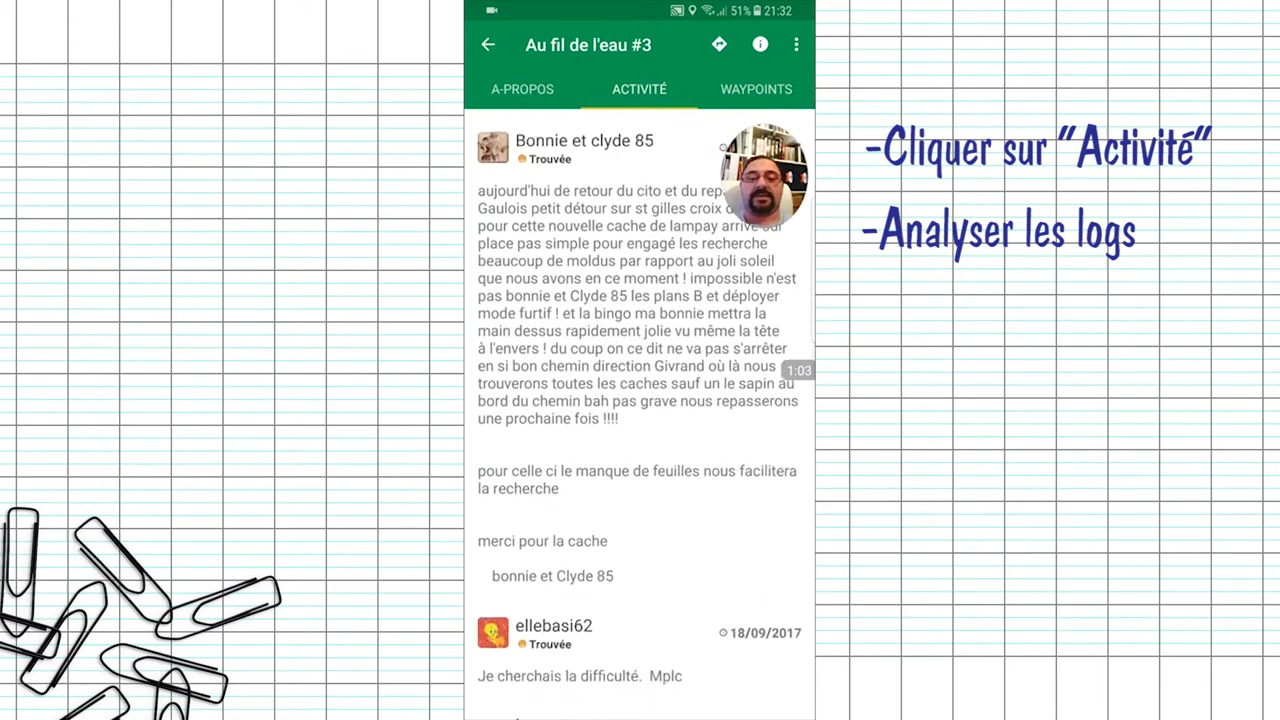 51% 21:32
Au fil de l'eau #3
A-PROPOS ACTIVITÉ WAYPOINTS
Bonnie et clyde 85
Trouvée
aujourd'hui de retour du cito et du rep
Gaulois petit détour sur st gilles croix
pour cette nouvelle cache de lampay arrivé sur
place pas simple pour engagé les recherche
beaucoup de moldus par rapport au joli soleil
que nous avons en ce moment ! impossible n'est
pas bonnie et Clyde 85 les plans B et déployer
mode furtif ! et la bingo ma bonnie mettra la
main dessus rapidement jolie vu même la tête
à l'envers ! du coup on ce dit ne va pas s'arrêter
en si bon chemin direction Givrand où là nous
1:03
trouverons toutes les caches sauf un le sapin au
bord du chemin bah pas grave nous repasserons
une prochaine fois !!!!
pour celle ci le manque de feuilles nous facilitera
la recherche
merci pour la cache
bonnie et Clyde 85
ellebasi62
Trouvée
18/09/2017
Je cherchais la difficulté. Mplc
-Cliquer sur "Activité"
-Analyser les logs